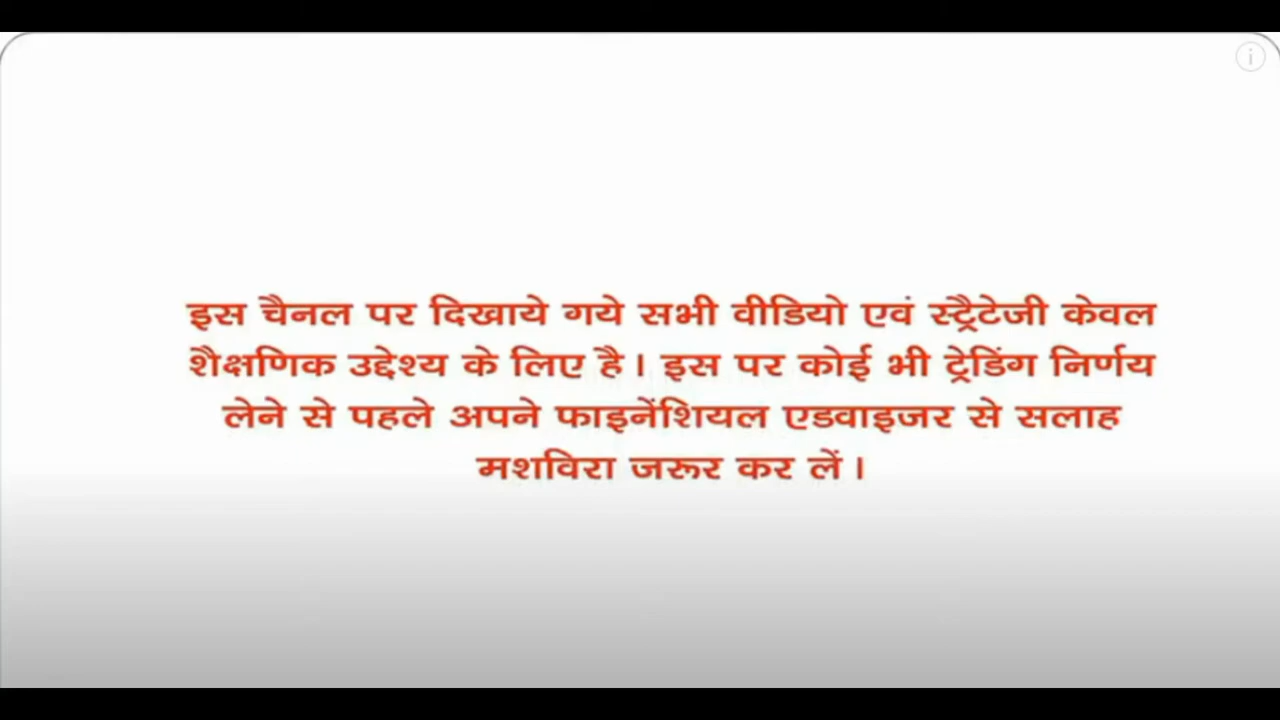 इस चैनल पर दिखाये गये सभी वीडियो एवं स्ट्रैटेजी केवल
शैक्षणिक उद्देश्य के लिए है। इस पर कोई भी ट्रेडिंग निर्णय
लेने से पहले अपने फाइनेंशियल एडवाइजर से सलाह
मशविरा जरूर कर लें।